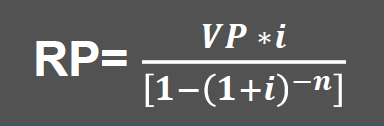 RP= VP *i
[1−(1+i)−n]